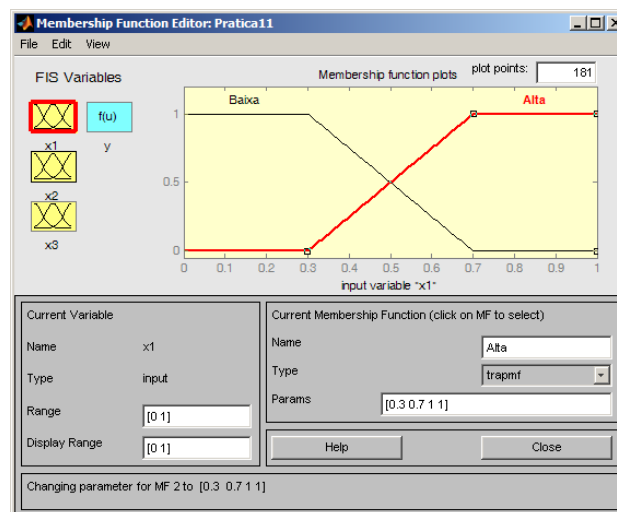 Membership Function Editor: Pratica11
File Edit View
FIS Variables
Membership function plots plot points: 181
f(u)
x1 y
x2
x3
Baixa Alta
1
0.5
0
0 0.1 0.2 0.3 0.4 0.5 0.6 0.7 0.8 0.9 1
input variable "x1"
Current Variable
Name x1
Type input
Range [0 1]
Display Range [0 1]
Current Membership Function (click on MF to select)
Name Alta
Type trapmf
Params [0.3 0.7 1 1]
Help Close
Changing parameter for MF 2 to [0.3 0.7 1 1]